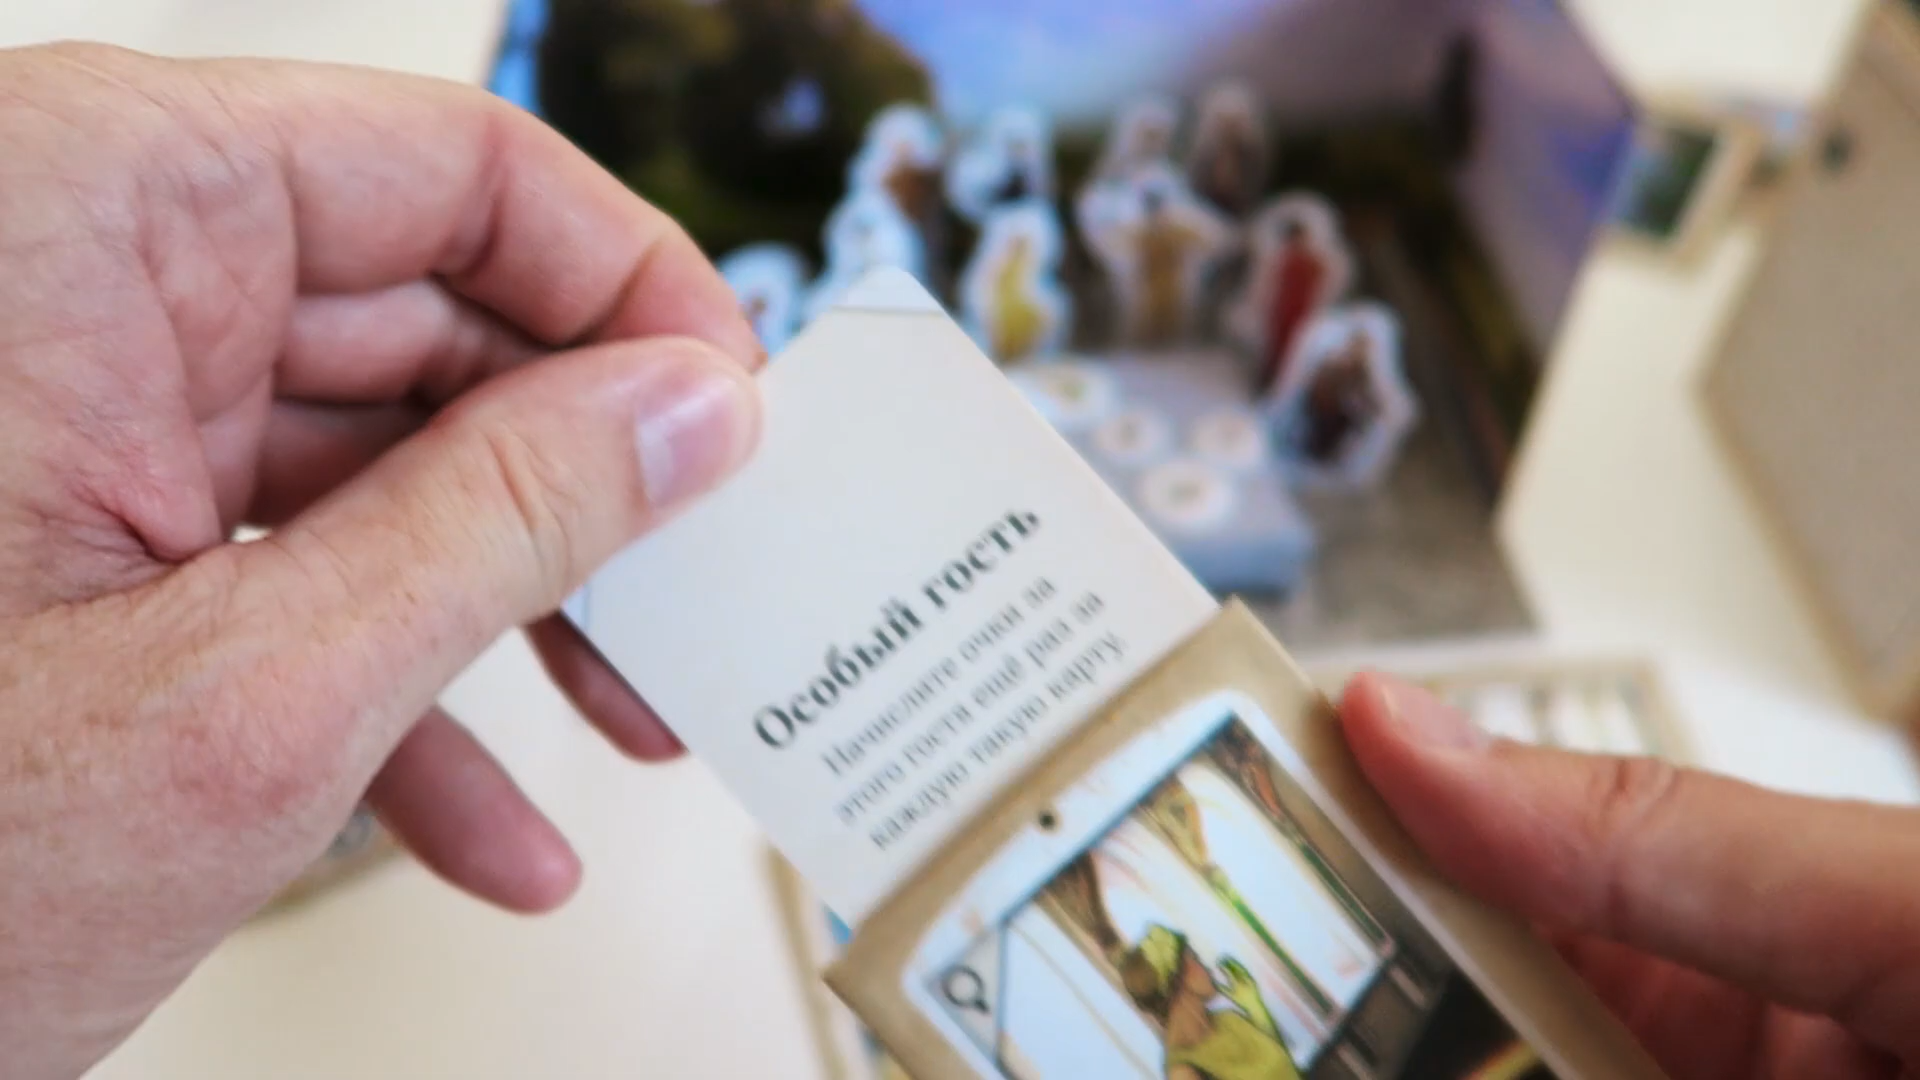 Особый гость
Начислите очки за
этого гостя ещё раз за
каждую такую карту.